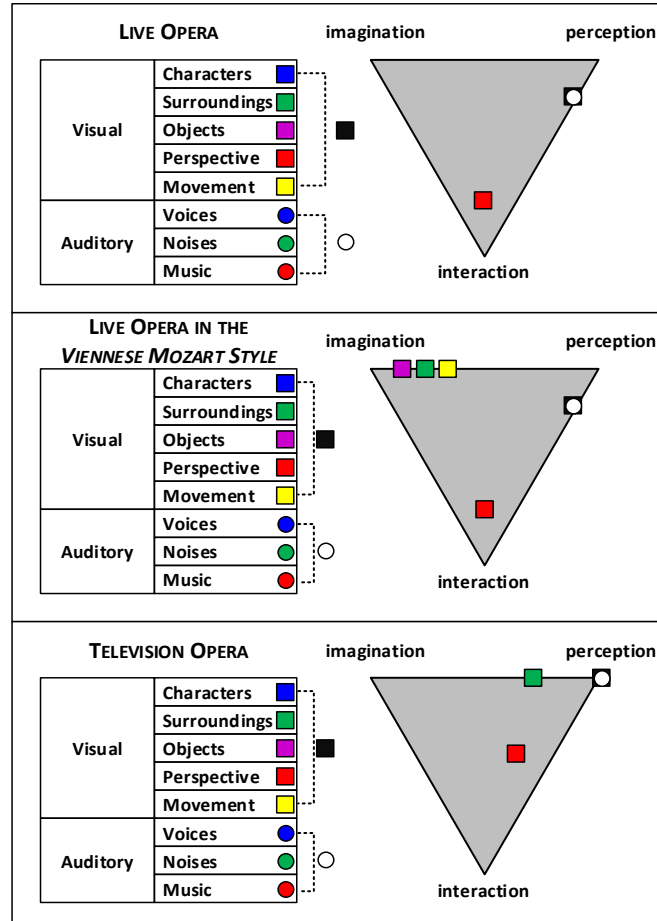 LIVE OPERA
imagination perception
Visual
Characters
Surroundings
Objects
Perspective
Movement
Auditory
Voices
Noises
Music
interaction
LIVE OPERA IN THE
VIENNESE MOZART STYLE
imagination perception
Visual
Characters
Surroundings
Objects
Perspective
Movement
Auditory
Voices
Noises
Music
interaction
TELEVISION OPERA
imagination perception
Visual
Characters
Surroundings
Objects
Perspective
Movement
Auditory
Voices
Noises
Music
interaction